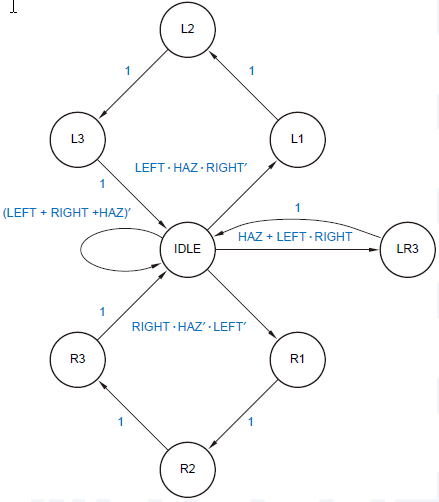 L2
1
1
L3
L1
LEFT · HAZ · RIGHT′
1
(LEFT + RIGHT +HAZ)′
1
IDLE
HAZ + LEFT · RIGHT
LR3
1
RIGHT · HAZ′ · LEFT′
R3
R1
1
1
R2